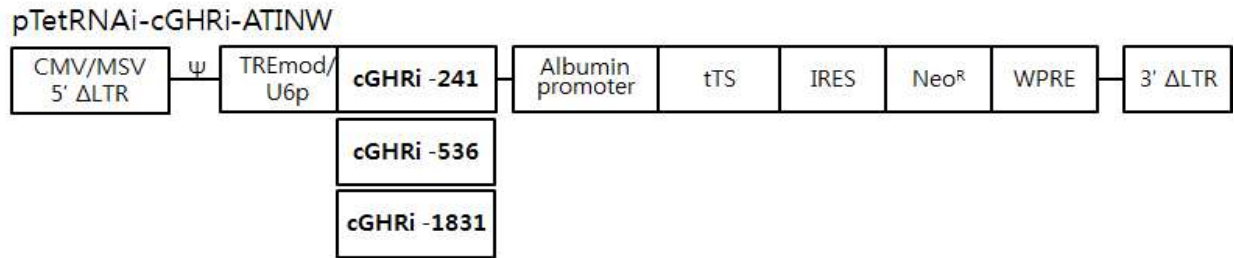 pTetRNAi-cGHRi-ATINW
CMV/MSV
5' ΔLTR
Ψ
TREmod/
U6p
cGHRi -241
Albumin
promoter
tTS
IRES
Neoᴿ
WPRE
3' ΔLTR
cGHRi -536
cGHRi -1831